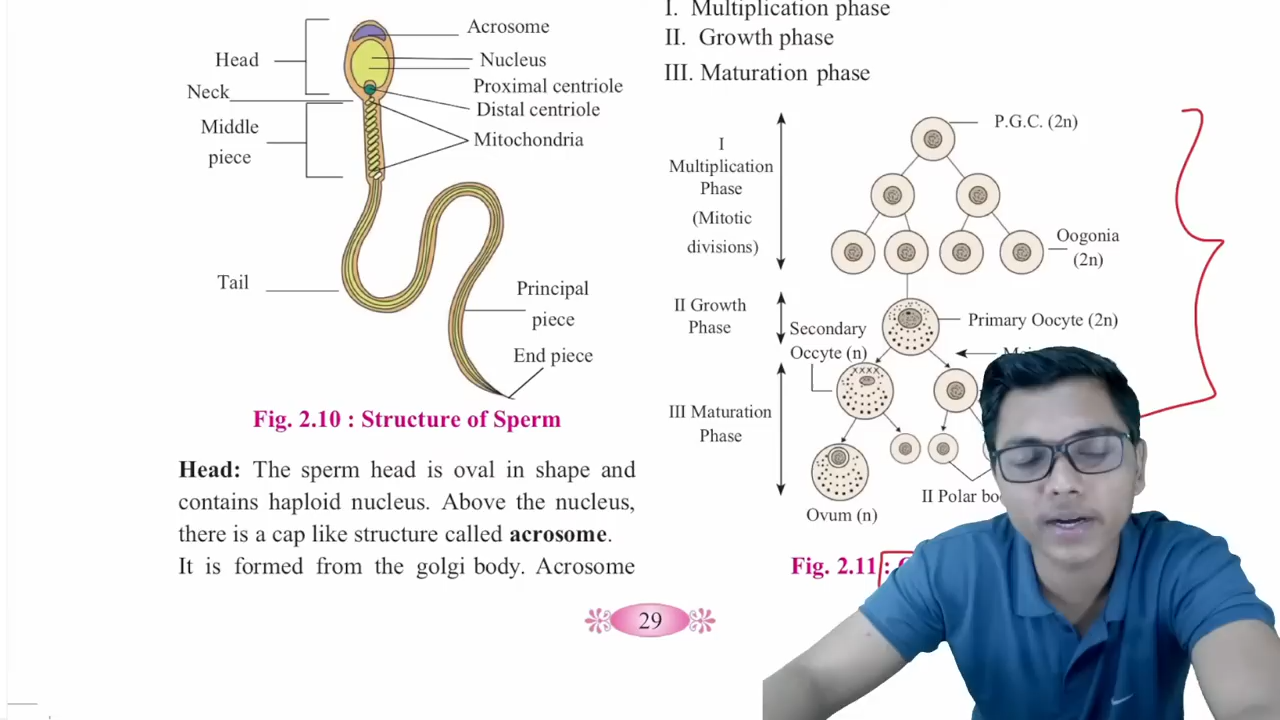 Acrosome
Head
Nucleus
Neck
Proximal centriole
Distal centriole
Middle
piece
Mitochondria
Tail
Principal
piece
End piece
Fig. 2.10 : Structure of Sperm
Head: The sperm head is oval in shape and
contains haploid nucleus. Above the nucleus,
there is a cap like structure called acrosome.
It is formed from the golgi body. Acrosome
I. Multiplication phase
II. Growth phase
III. Maturation phase
P.G.C. (2n)
I
Multiplication
Phase
(Mitotic
divisions)
Oogonia
(2n)
II Growth
Phase
Primary Oocyte (2n)
Secondary
Occyte (n)
xxxx
III Maturation
Phase
II Polar
Ovum (n)
Fig. 2.11 :
29